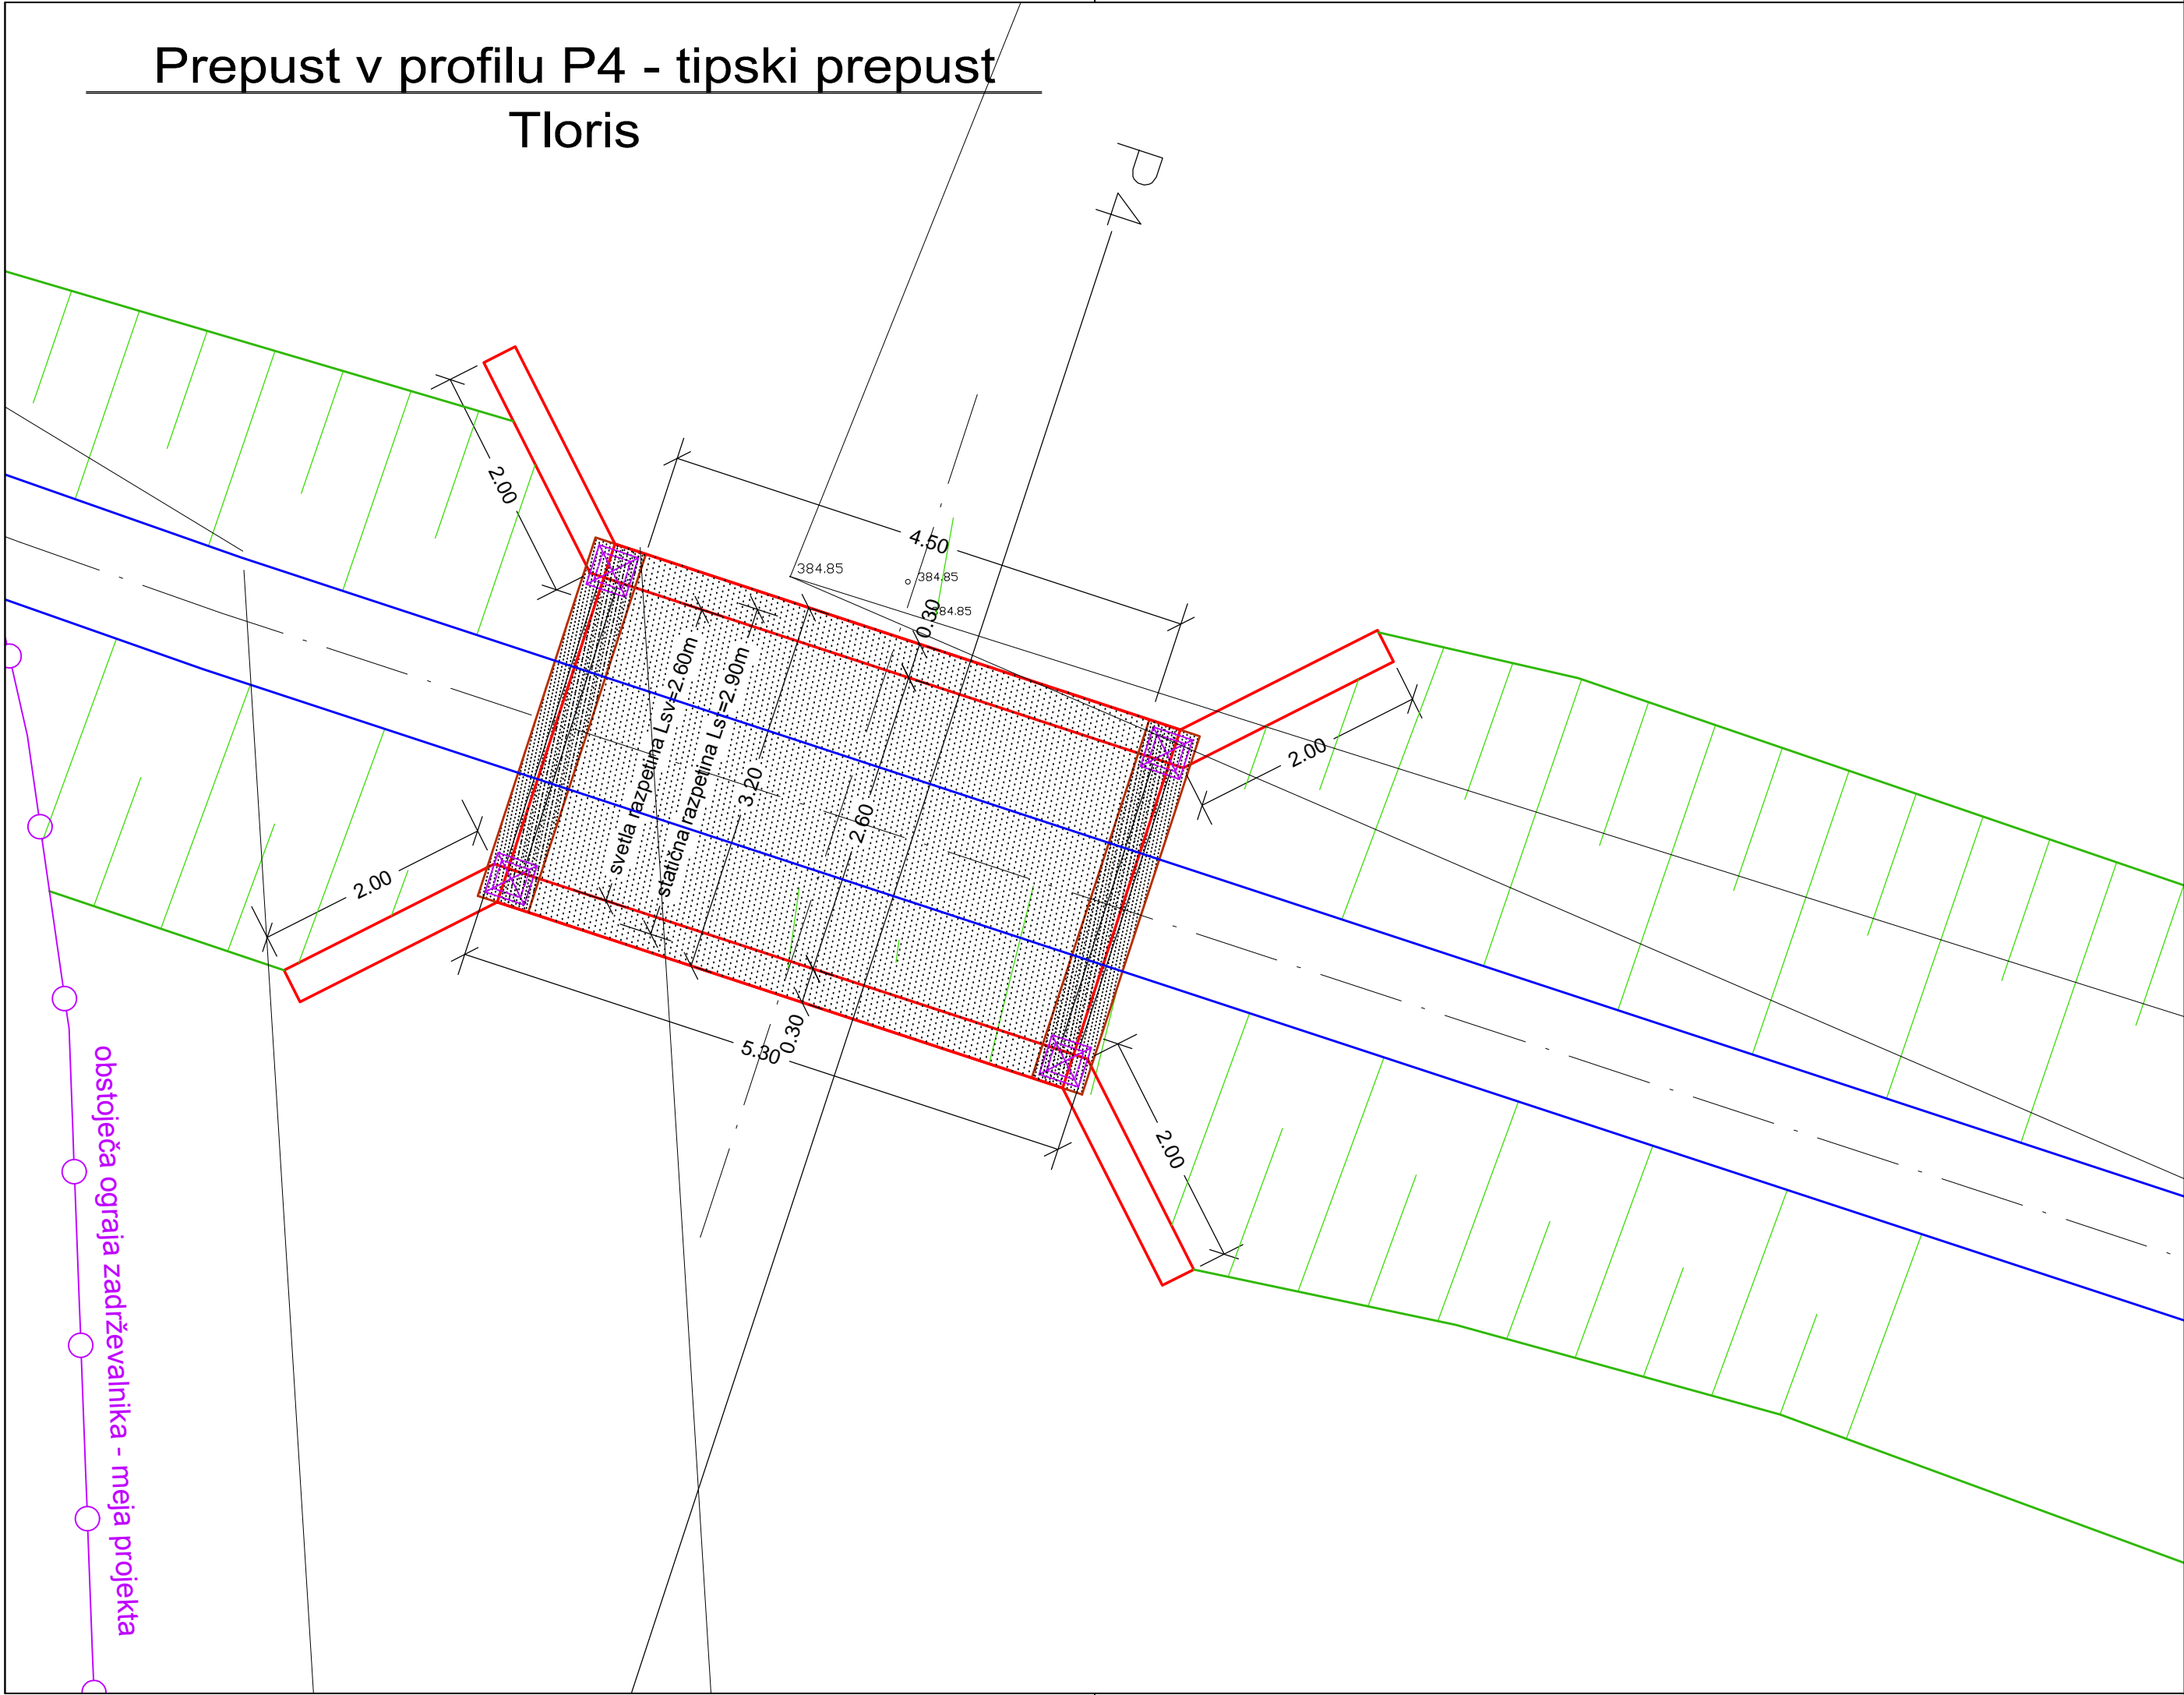 Prepust v profilu P4 - tipski prepust
Tloris
P 4
2.00
4.50
384.85
384.85
384.85
0.30
svetla razpetina Lsv=2.60m
statična razpetina Ls=2.90m
3.20
2.60
2.00
2.00
0.30
5.30
2.00
obstoječa ograja zadrževalnika - meja projekta